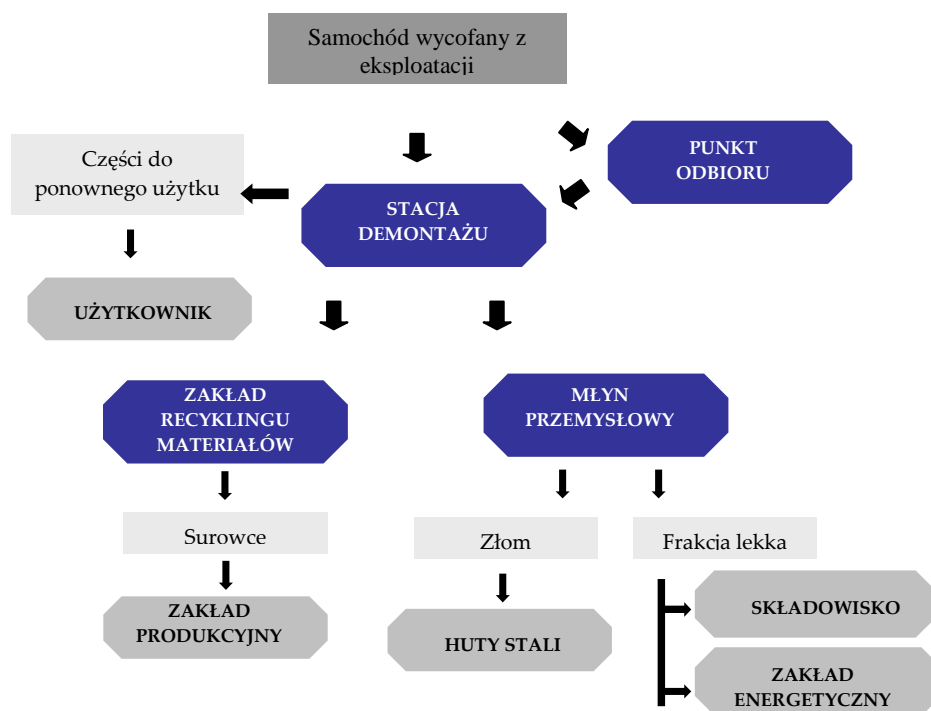 Samochód wycofany z
eksploatacji
PUNKT
ODBIORU
Części do
ponownego użytku
STACJA
DEMONTAŻU
UŻYTKOWNIK
ZAKŁAD
RECYKLINGU
MATERIAŁÓW
MŁYN
PRZEMYSŁOWY
Surowce
Złom
Frakcja lekka
ZAKŁAD
PRODUKCYJNY
HUTY STALI
SKŁADOWISKO
ZAKŁAD
ENERGETYCZNY